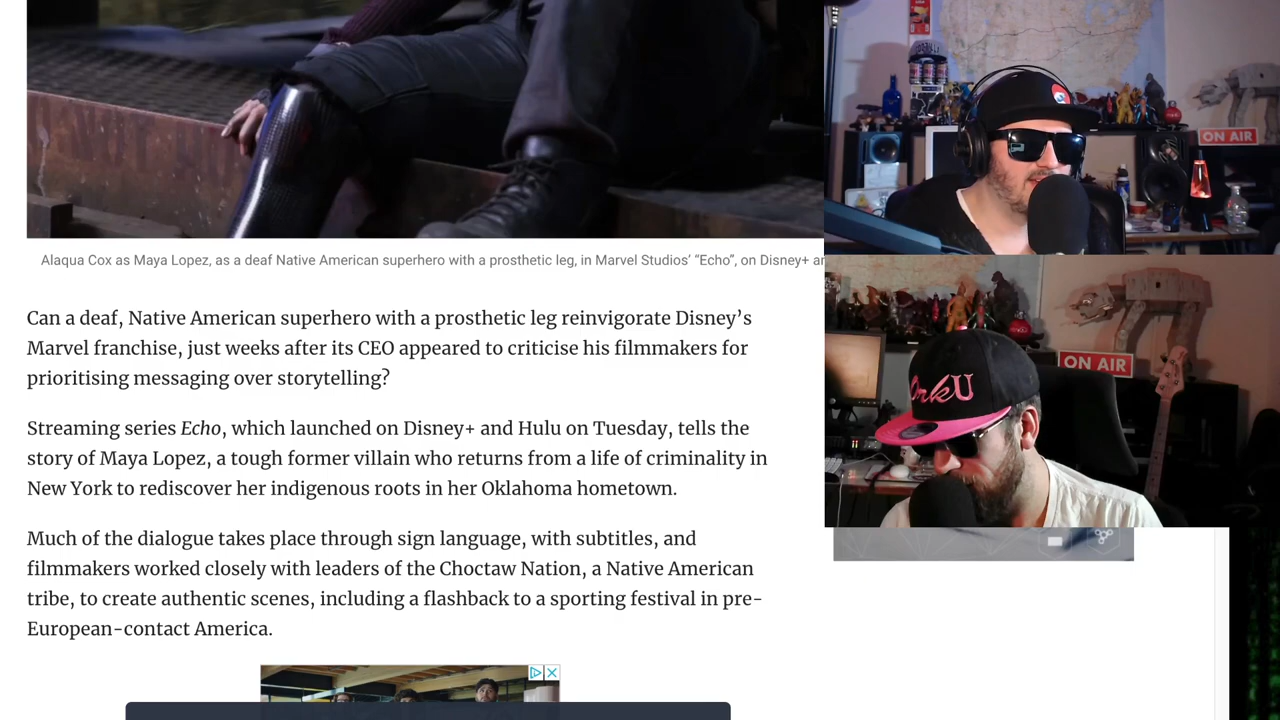 Alaqua Cox as Maya Lopez, as a deaf Native American superhero with a prosthetic leg, in Marvel Studios’ “Echo”, on Disney+ an
Can a deaf, Native American superhero with a prosthetic leg reinvigorate Disney’s
Marvel franchise, just weeks after its CEO appeared to criticise his filmmakers for
prioritising messaging over storytelling?
Streaming series Echo, which launched on Disney+ and Hulu on Tuesday, tells the
story of Maya Lopez, a tough former villain who returns from a life of criminality in
New York to rediscover her indigenous roots in her Oklahoma hometown.
Much of the dialogue takes place through sign language, with subtitles, and
filmmakers worked closely with leaders of the Choctaw Nation, a Native American
tribe, to create authentic scenes, including a flashback to a sporting festival in pre-
European-contact America.
ON AIR
ON AIR
OrkU